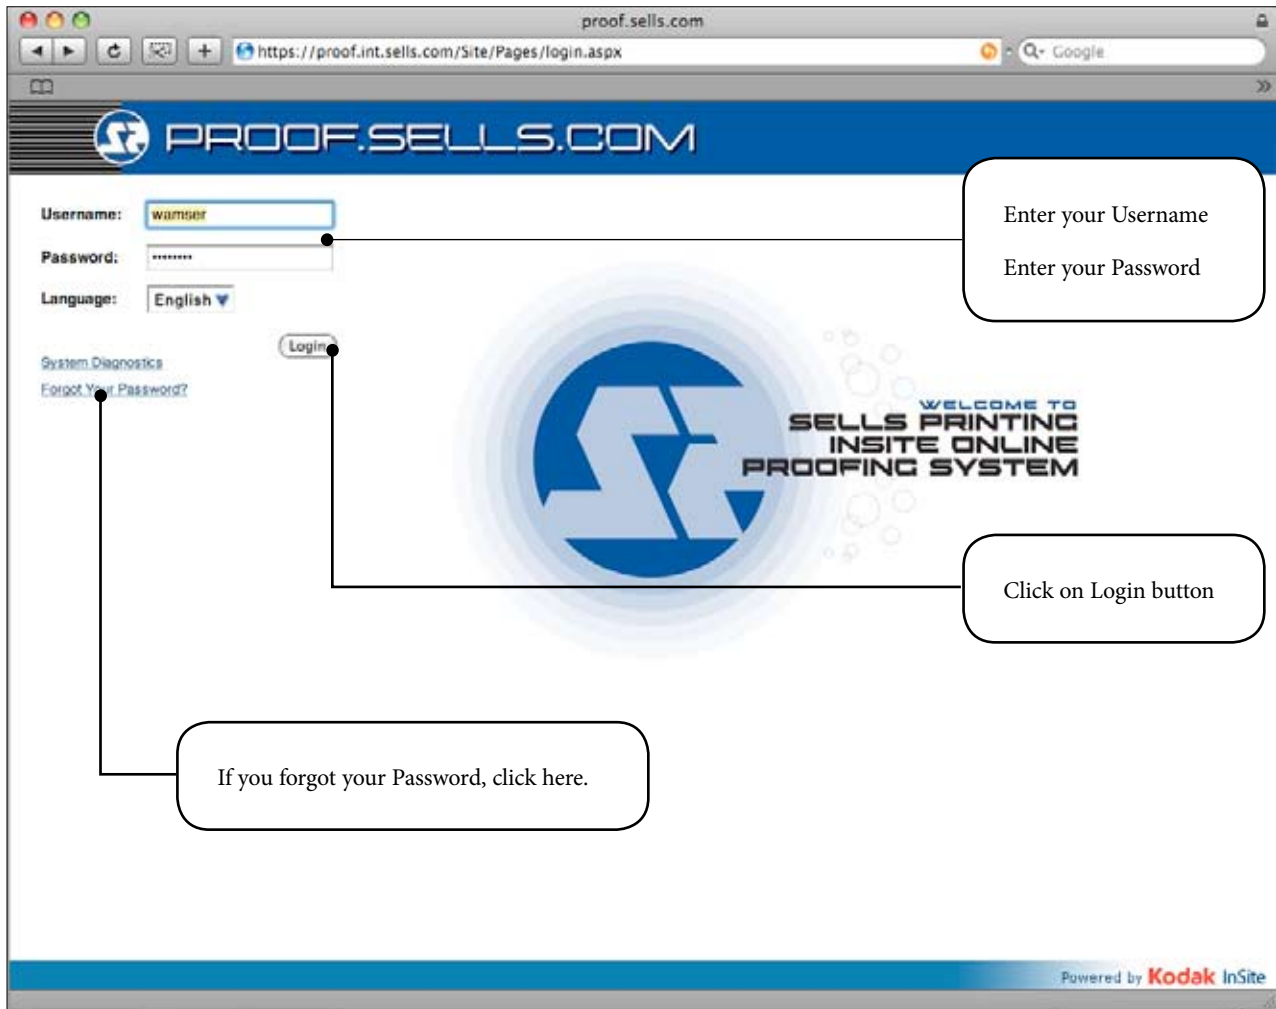 proof.sells.com
https://proof.int.sells.com/Site/Pages/login.aspx
Google
PROOF.SELLS.COM
Username: wamser
Password: ••••••••
Language: English
Login
System Diagnostics
Forgot Your Password?
Enter your Username
Enter your Password
WELCOME TO
SELLS PRINTING
INSITE ONLINE
PROOFING SYSTEM
Click on Login button
If you forgot your Password, click here.
Powered by Kodak InSite